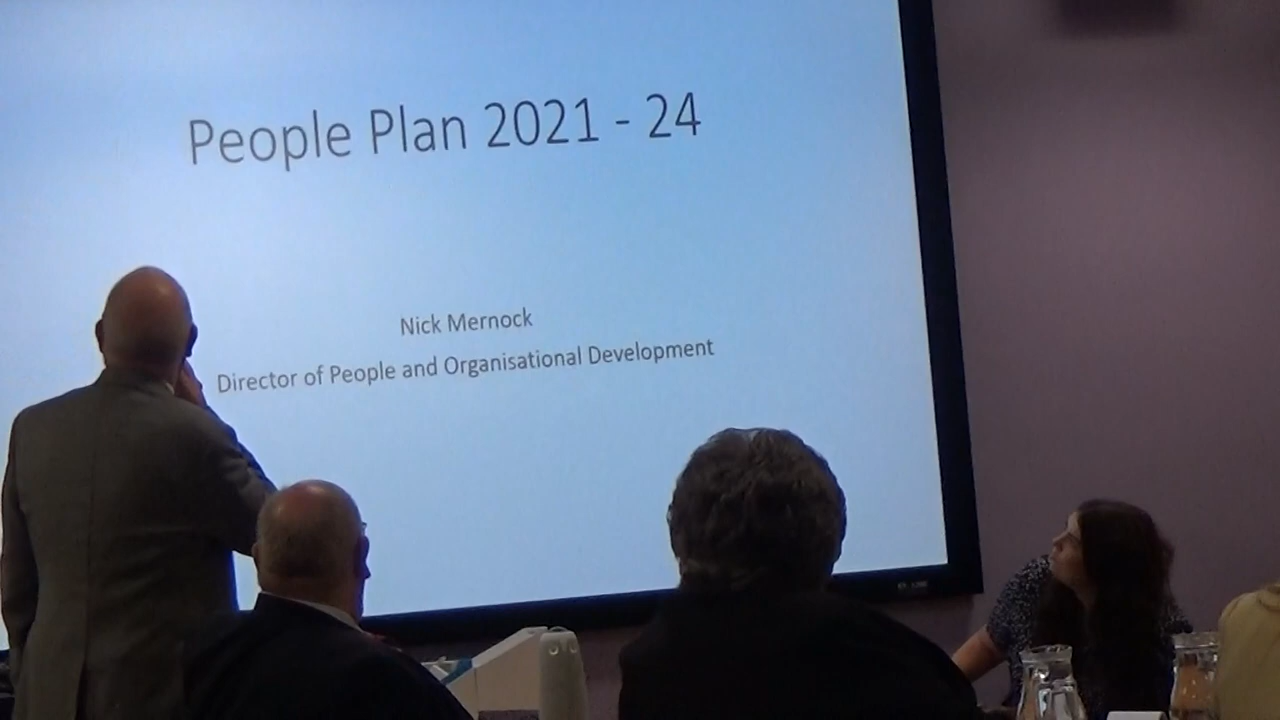 People Plan 2021 - 24
Nick Mernock
Director of People and Organisational Development